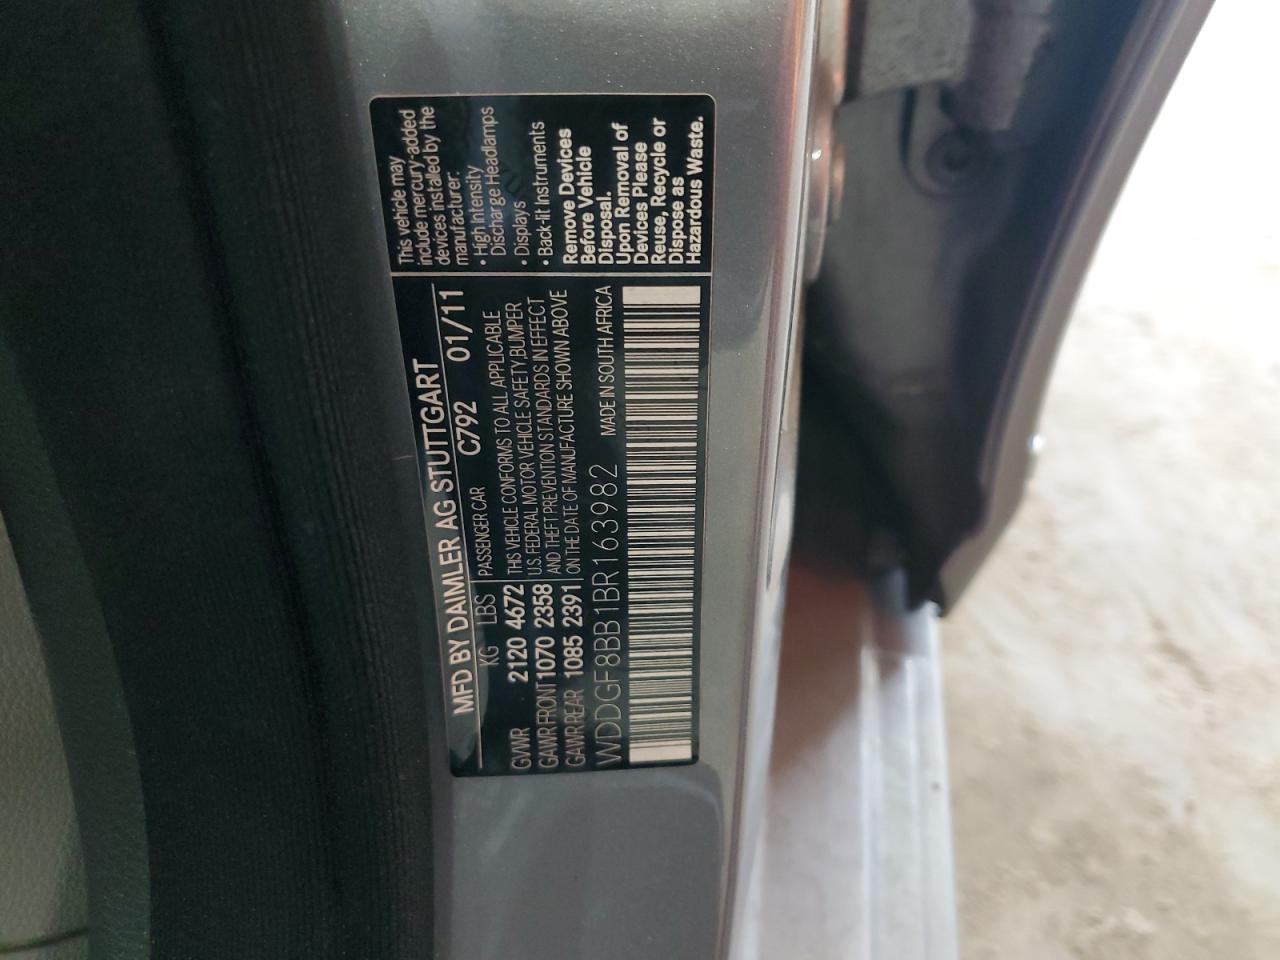 MFD BY DAIMLER AG STUTTGART
C792 01/11
KG LBS PASSENGER CAR
GVWR 2120 4672
GAWR FRONT 1070 2358
GAWR REAR 1085 2391
THIS VEHICLE CONFORMS TO ALL APPLICABLE
U.S. FEDERAL MOTOR VEHICLE SAFETY, BUMPER
AND THEFT PREVENTION STANDARDS IN EFFECT
ON THE DATE OF MANUFACTURE SHOWN ABOVE
WDDGF8BB1BR163982 MADE IN SOUTH AFRICA
This vehicle may
include mercury-added
devices installed by the
manufacturer:
• High Intensity
Discharge Headlamps
• Displays
• Back-lit Instruments
Remove Devices
Before Vehicle
Disposal.
Upon Removal of
Devices Please
Reuse, Recycle or
Dispose as
Hazardous Waste.